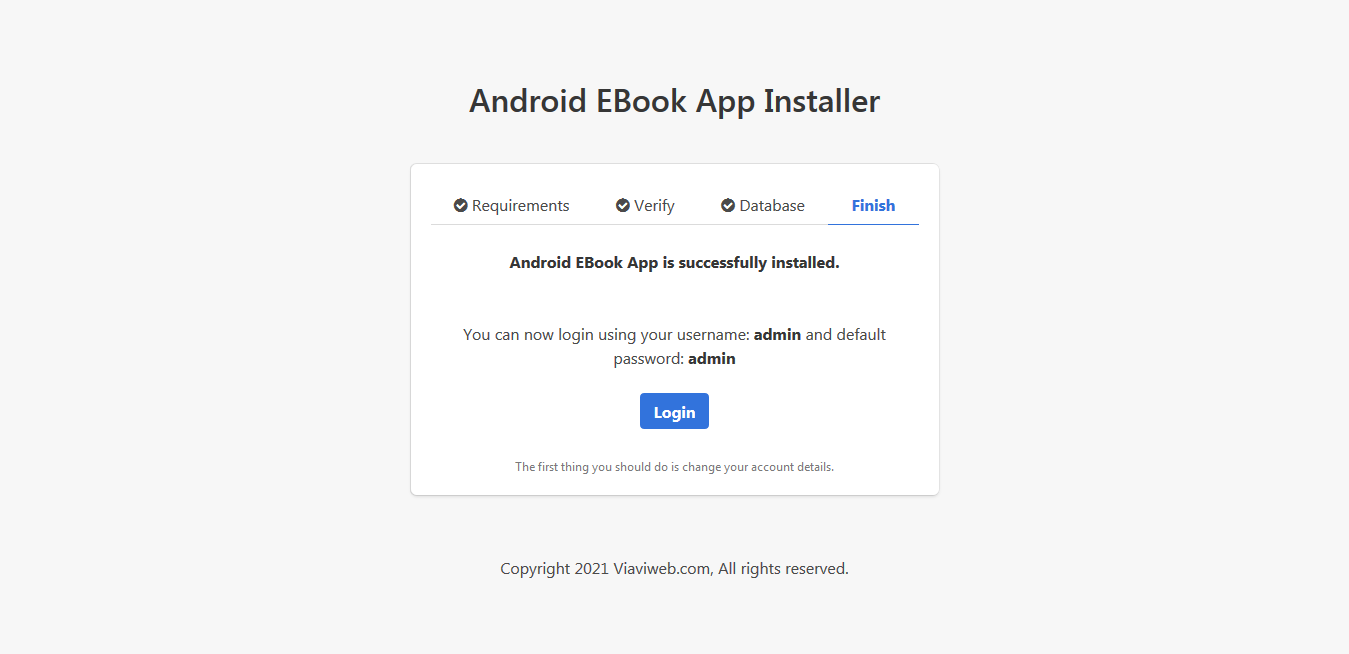 Android EBook App Installer
Requirements
Verify
Database
Finish
Android EBook App is successfully installed.
You can now login using your username: admin and default
password: admin
Login
The first thing you should do is change your account details.
Copyright 2021 Viaviweb.com, All rights reserved.